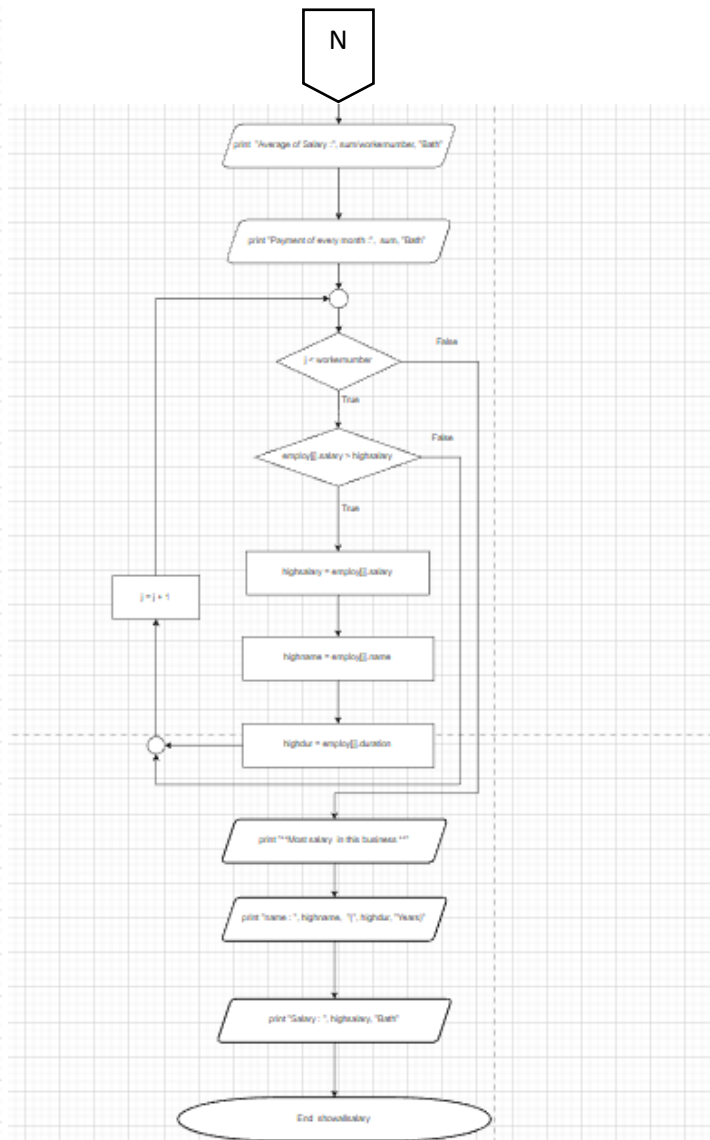 N
print "Average of Salary :", sum/workernumber, "Bath"
print "Payment of every month :", sum, "Bath"
j < workernumber
False
True
employ[j].salary > highsalary
False
True
highsalary = employ[j].salary
j = j + 1
highname = employ[j].name
highdur = employ[j].duration
print "**Most salary in this business **"
print "name : ", highname, "(", highdur, "Years)"
print "Salary : ", highsalary, "Bath"
End showallsalary